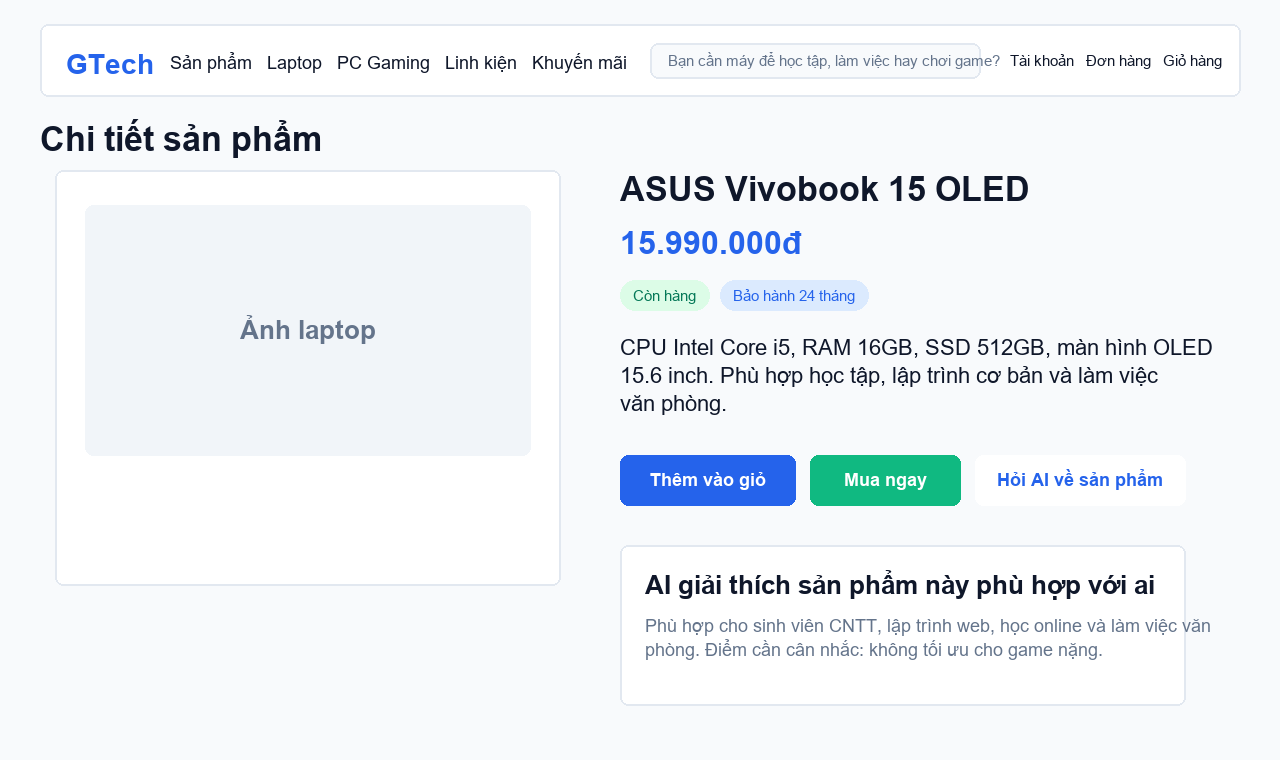 GTech Sản phẩm Laptop PC Gaming Linh kiện Khuyến mãi Bạn cần máy để học tập, làm việc hay chơi game? Tài khoản Đơn hàng Giỏ hàng
Chi tiết sản phẩm
Ảnh laptop
ASUS Vivobook 15 OLED
15.990.000đ
Còn hàng Bảo hành 24 tháng
CPU Intel Core i5, RAM 16GB, SSD 512GB, màn hình OLED
15.6 inch. Phù hợp học tập, lập trình cơ bản và làm việc
văn phòng.
Thêm vào giỏ Mua ngay Hỏi AI về sản phẩm
AI giải thích sản phẩm này phù hợp với ai
Phù hợp cho sinh viên CNTT, lập trình web, học online và làm việc văn
phòng. Điểm cần cân nhắc: không tối ưu cho game nặng.